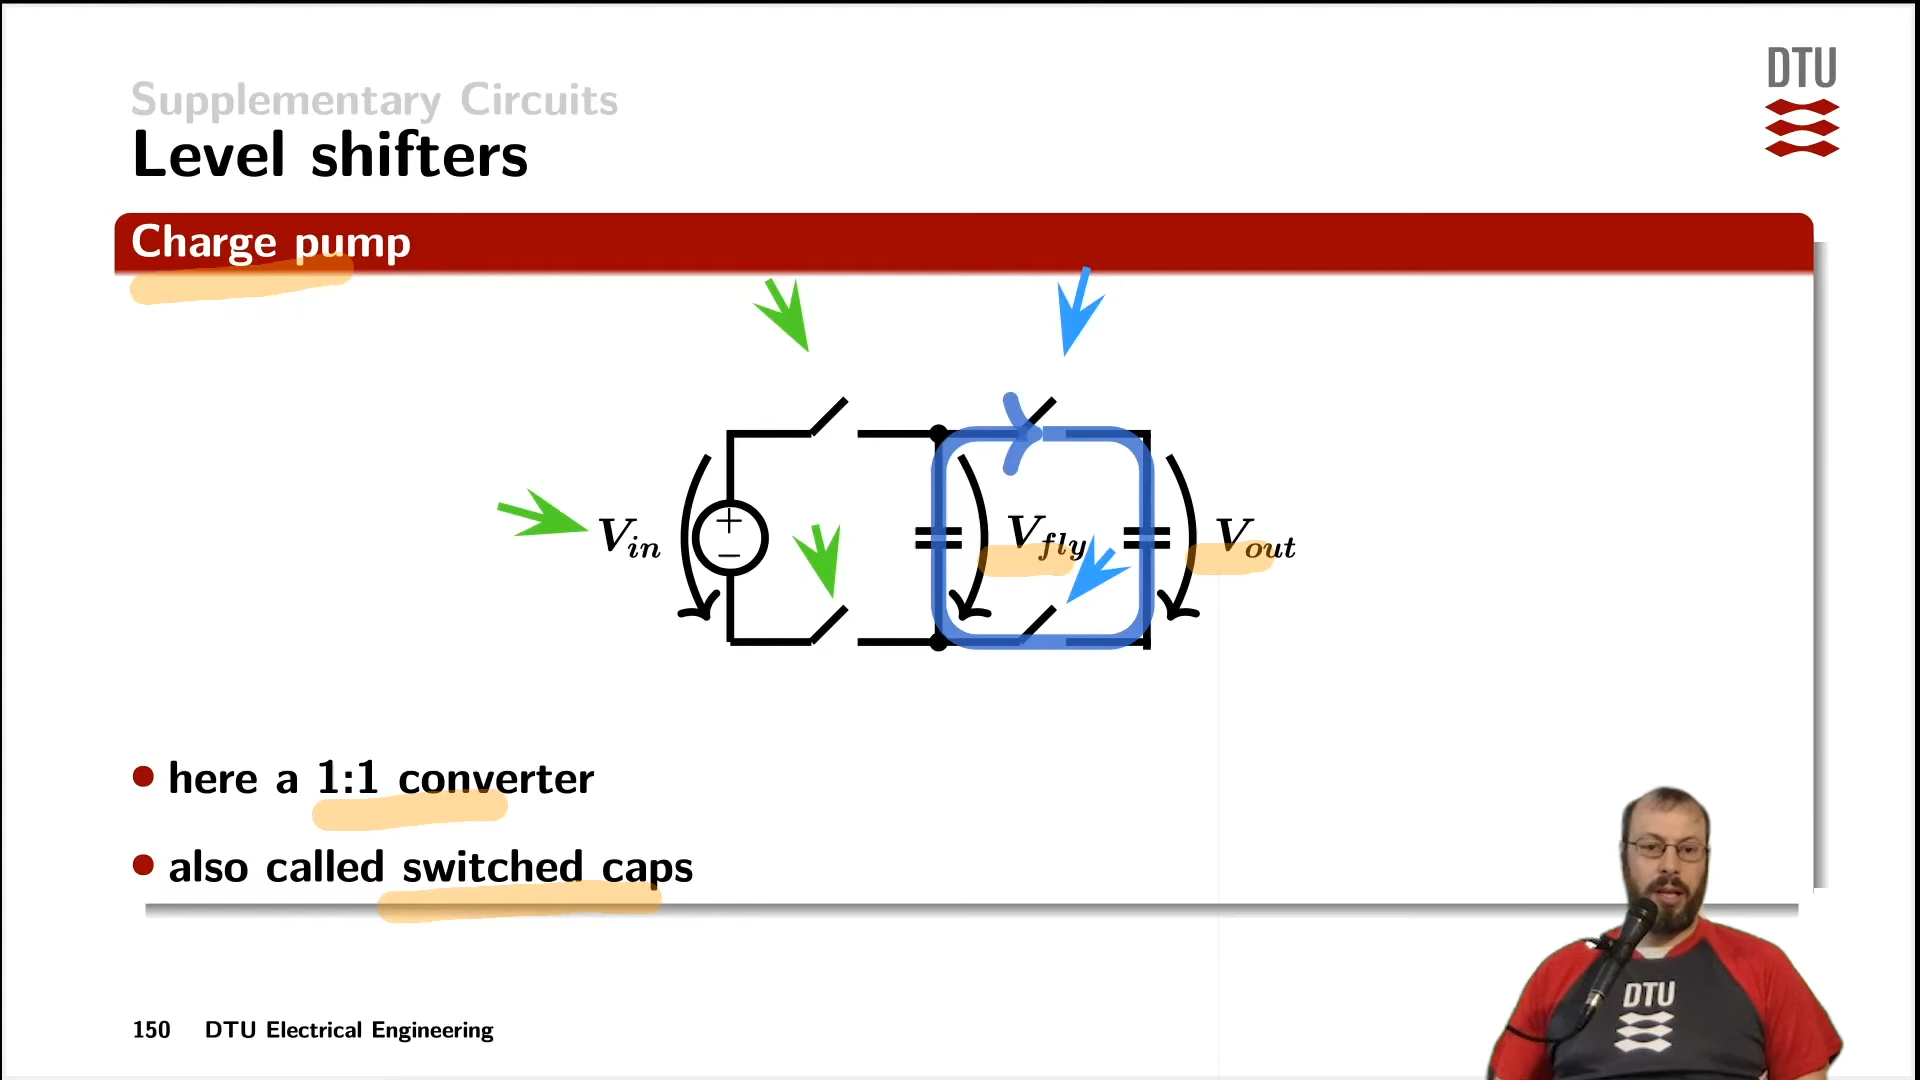 Supplementary Circuits
Level shifters
DTU
Charge pump
V_in
+
−
V_fly
V_out
• here a 1:1 converter
• also called switched caps
DTU
150 DTU Electrical Engineering